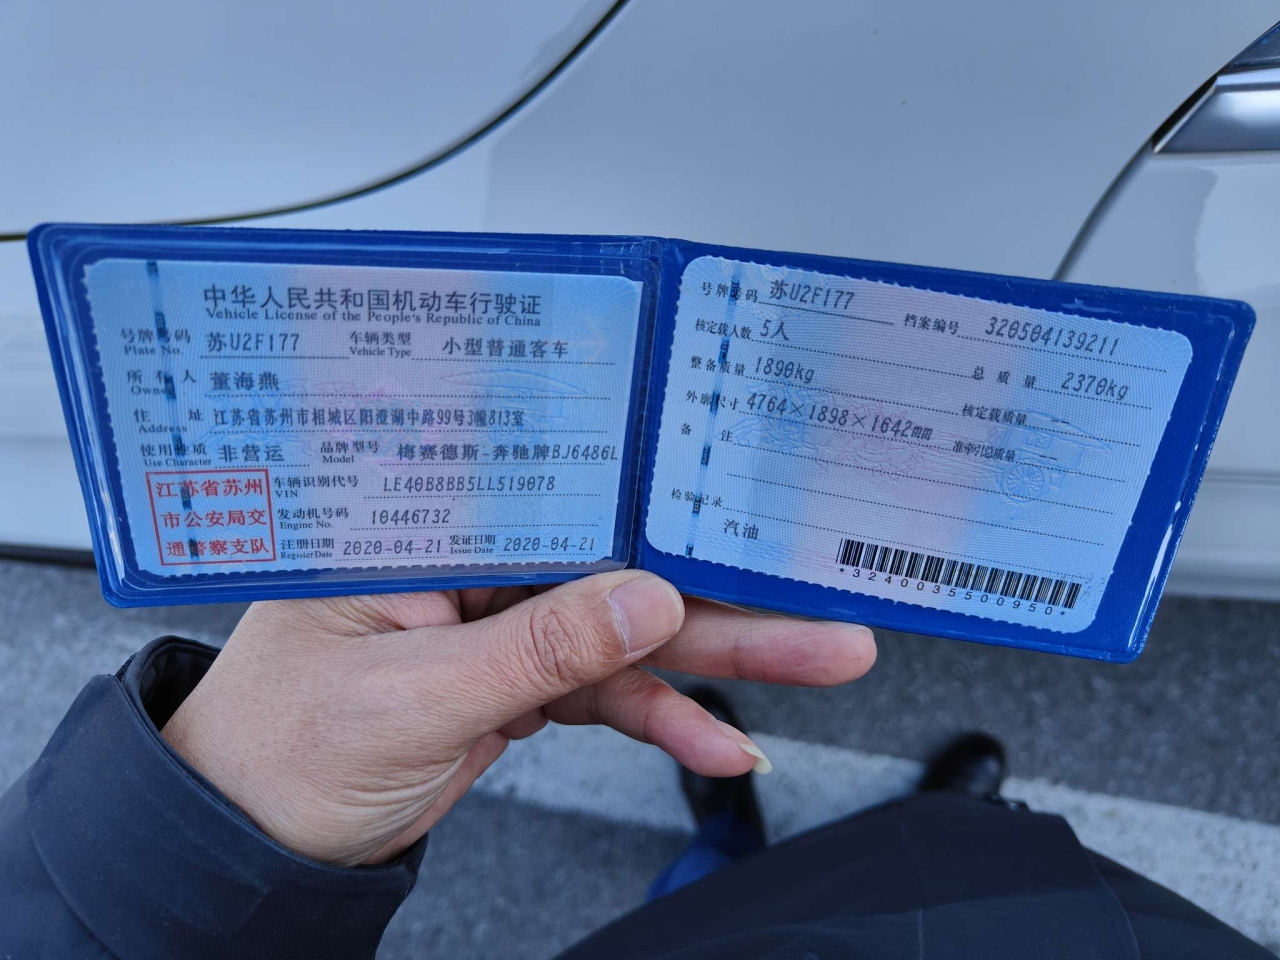 中华人民共和国机动车行驶证
Vehicle License of the People's Republic of China
号牌号码 苏U2F177 车辆类型 小型普通客车
Plate No. Vehicle Type
所有人 董海燕
Owner
住址 江苏省苏州市相城区阳澄湖中路99号3幢813室
Address
使用性质 非营运 品牌型号 梅赛德斯-奔驰牌BJ6486L
Use Character Model
江苏省苏州
市公安局交
通警察支队
车辆识别代号 LE40B8BB5LL519078
VIN
发动机号码 10446732
Engine No.
注册日期 2020-04-21 发证日期 2020-04-21
Register Date Issue Date
号牌号码 苏U2F177 档案编号 320504139211
核定载人数 5人 总质量 2370kg
整备质量 1890kg 核定载质量 --
外廓尺寸 4764×1898×1642mm 准牵引总质量 --
备注
检验记录
汽油
*3240035500950*